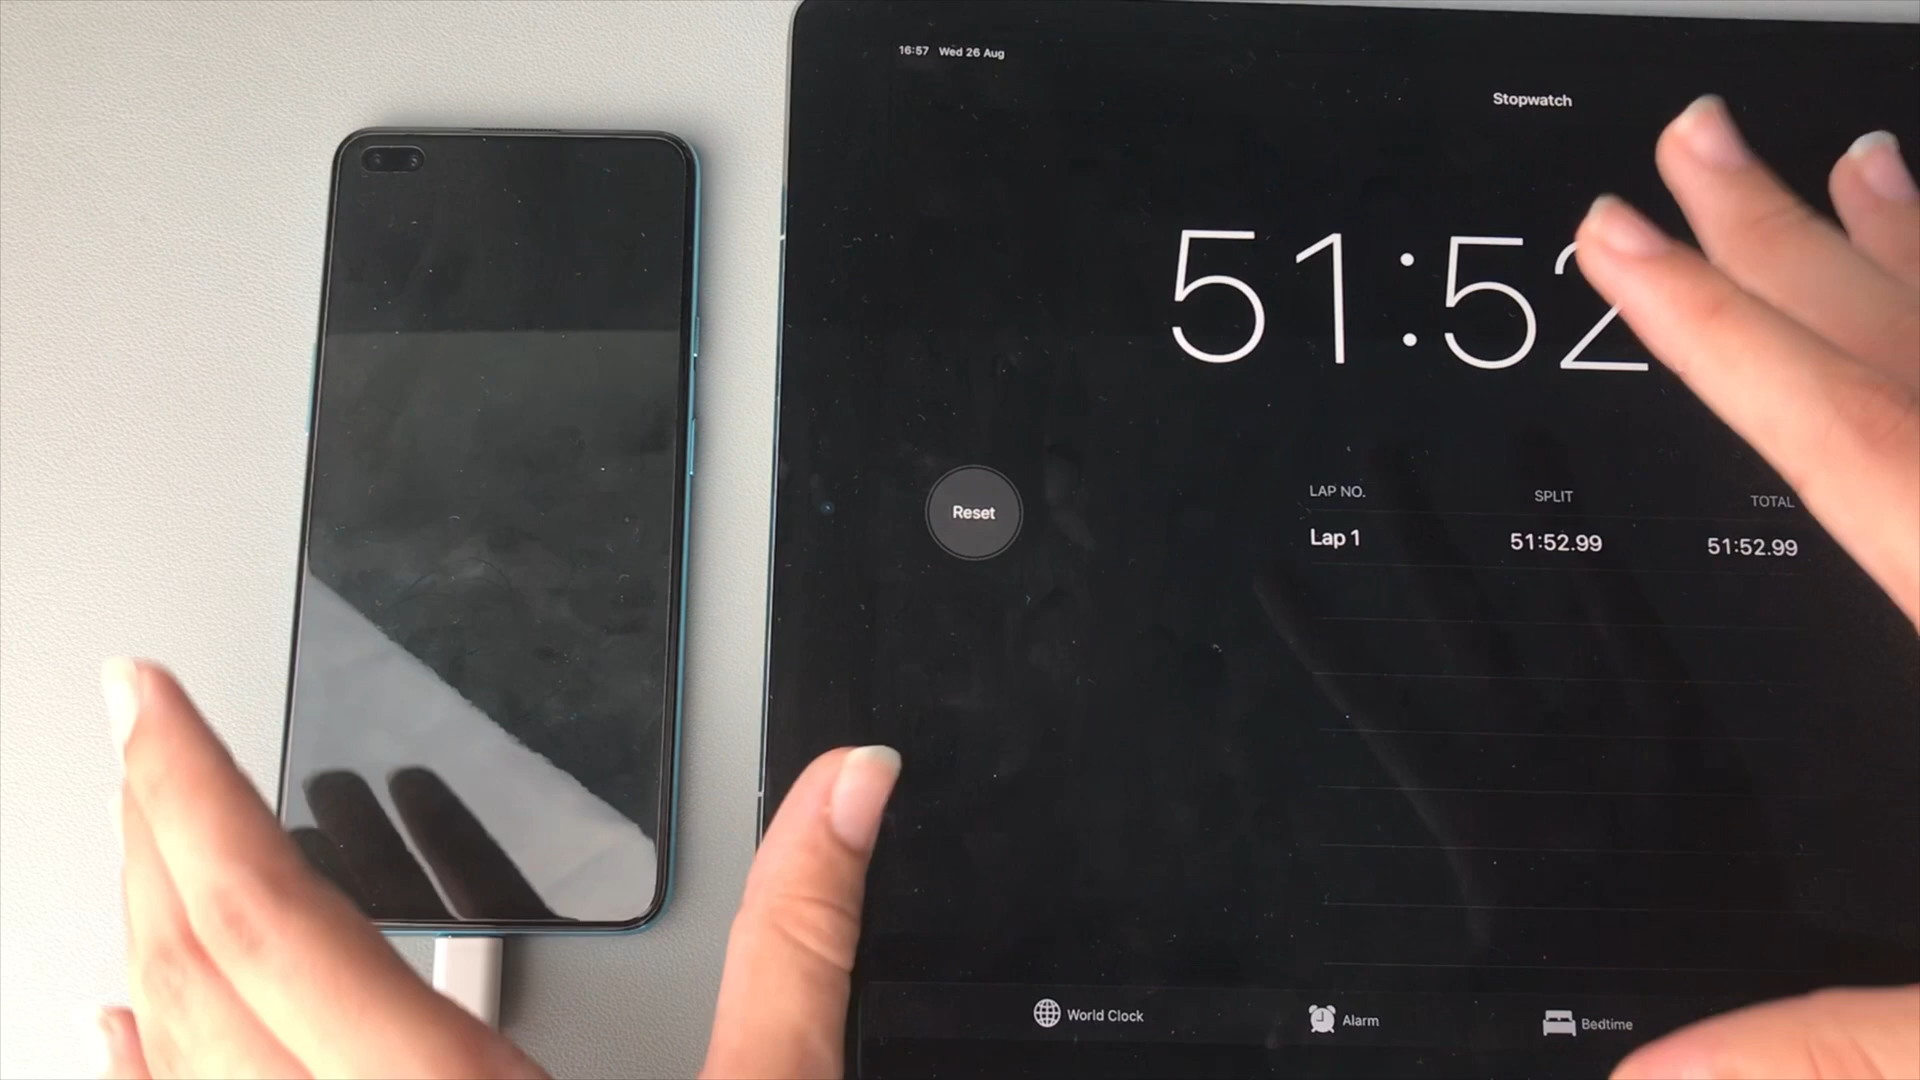 16:57 Wed 26 Aug
Stopwatch
51:52
Reset
LAP NO. SPLIT TOTAL
Lap 1 51:52.99 51:52.99
World Clock Alarm Bedtime